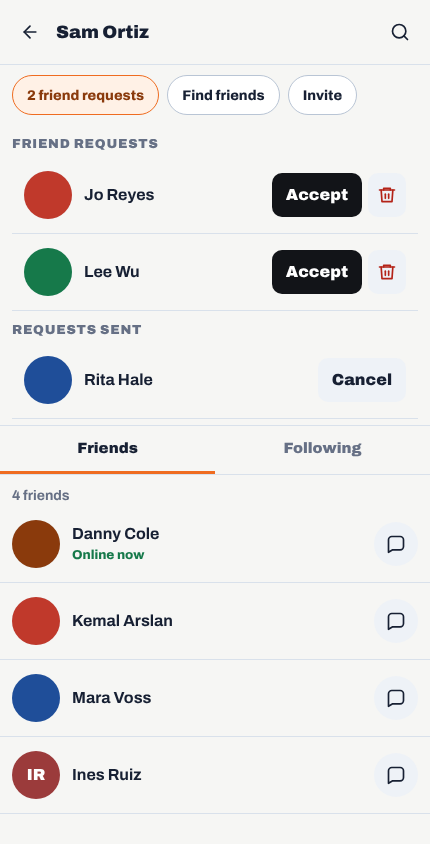 Sam Ortiz
2 friend requests
Find friends
Invite
FRIEND REQUESTS
Jo Reyes
Accept
Lee Wu
Accept
REQUESTS SENT
Rita Hale
Cancel
Friends
Following
4 friends
Danny Cole
Online now
Kemal Arslan
Mara Voss
IR
Ines Ruiz